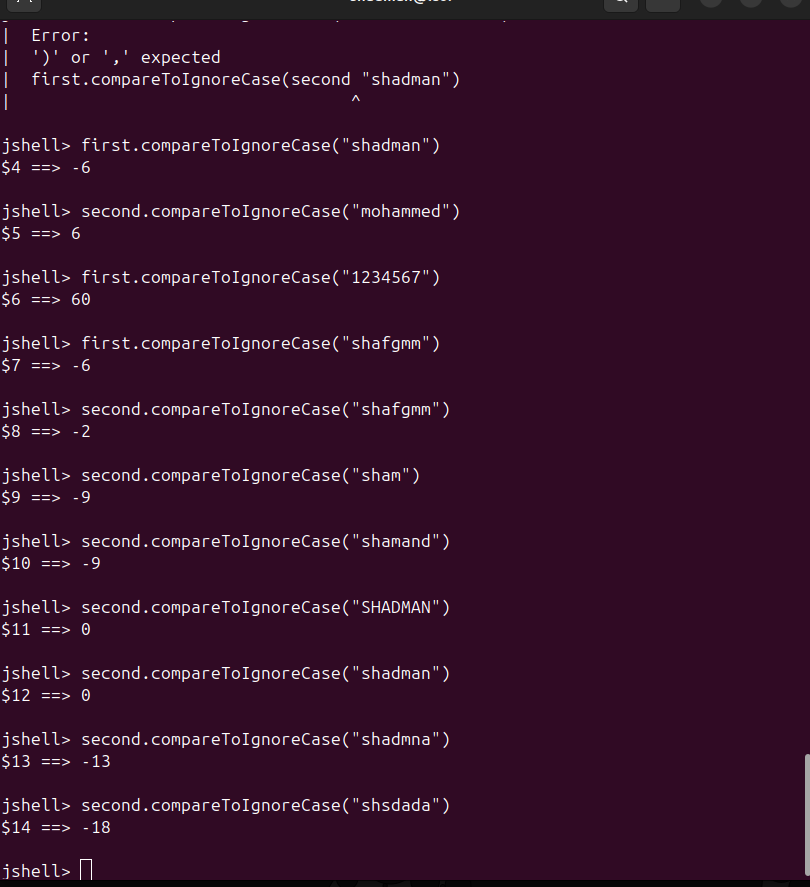 | Error:
| ')' or ',' expected
| first.compareToIgnoreCase(second "shadman")
| ^
jshell> first.compareToIgnoreCase("shadman")
$4 ==> -6
jshell> second.compareToIgnoreCase("mohammed")
$5 ==> 6
jshell> first.compareToIgnoreCase("1234567")
$6 ==> 60
jshell> first.compareToIgnoreCase("shafgmm")
$7 ==> -6
jshell> second.compareToIgnoreCase("shafgmm")
$8 ==> -2
jshell> second.compareToIgnoreCase("sham")
$9 ==> -9
jshell> second.compareToIgnoreCase("shamand")
$10 ==> -9
jshell> second.compareToIgnoreCase("SHADMAN")
$11 ==> 0
jshell> second.compareToIgnoreCase("shadman")
$12 ==> 0
jshell> second.compareToIgnoreCase("shadmna")
$13 ==> -13
jshell> second.compareToIgnoreCase("shsdada")
$14 ==> -18
jshell>